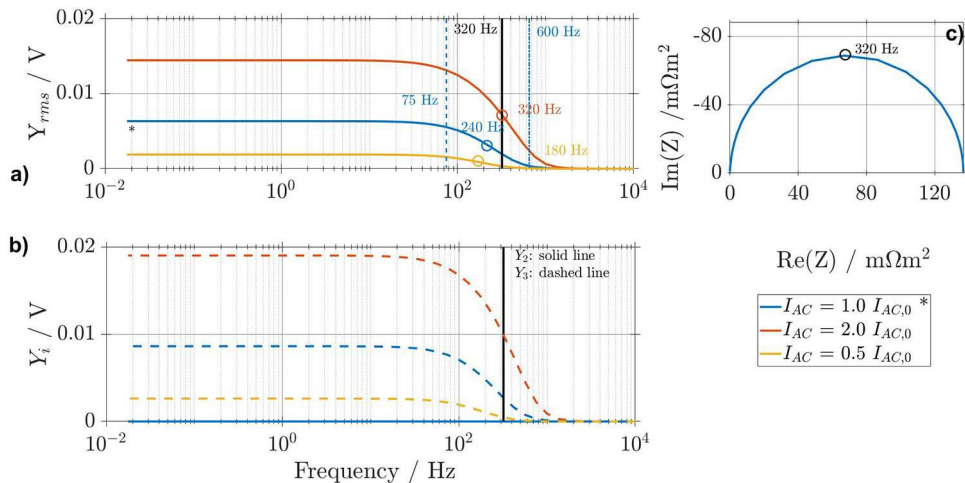 a)
Y_rms / V
0.02
0.01
0
320 Hz
600 Hz
75 Hz
240 Hz
320 Hz
180 Hz
*
10^-2
10^0
10^2
10^4
c)
Im(Z) / mΩm^2
-80
-40
0
320 Hz
0
40
80
120
Re(Z) / mΩm^2
b)
Y_i / V
0.02
0.01
0
Y_2: solid line
Y_3: dashed line
10^-2
10^0
10^2
10^4
Frequency / Hz
I_AC = 1.0 I_AC,0 *
I_AC = 2.0 I_AC,0
I_AC = 0.5 I_AC,0